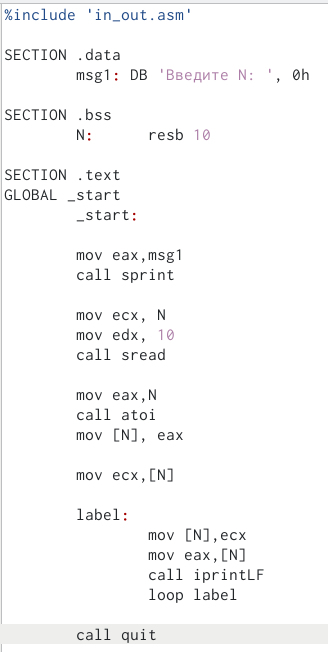 %include 'in_out.asm'
SECTION .data
msg1: DB 'Введите N: ', 0h
SECTION .bss
N: resb 10
SECTION .text
GLOBAL _start
_start:
mov eax,msg1
call sprint
mov ecx, N
mov edx, 10
call sread
mov eax,N
call atoi
mov [N], eax
mov ecx,[N]
label:
mov [N],ecx
mov eax,[N]
call iprintLF
loop label
call quit